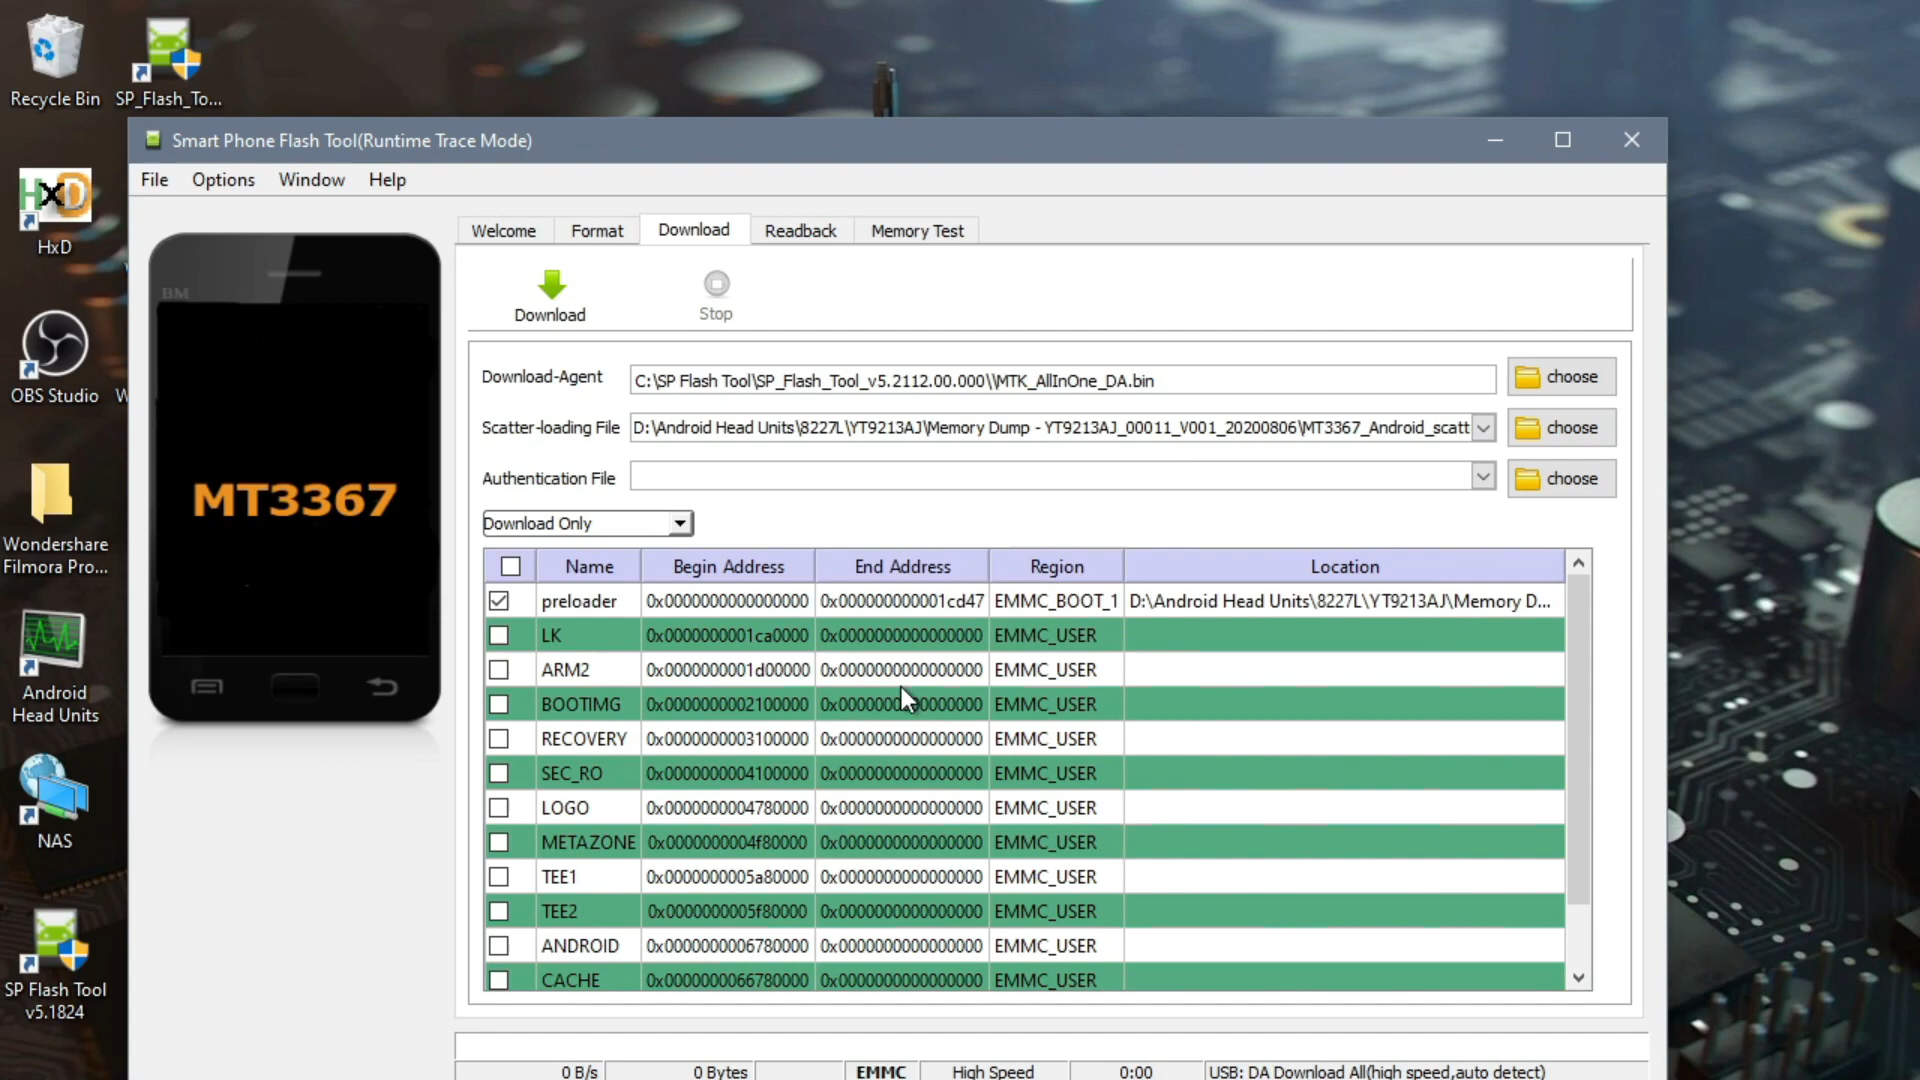 Recycle Bin
SP_Flash_To...
HxD
OBS Studio
W
Wondershare
Filmora Pro...
Android
Head Units
NAS
SP Flash Tool
v5.1824
Smart Phone Flash Tool(Runtime Trace Mode)
File Options Window Help
BM
MT3367
Welcome Format Download Readback Memory Test
Download Stop
Download-Agent C:\SP Flash Tool\SP_Flash_Tool_v5.2112.00.000\\MTK_AllInOne_DA.bin choose
Scatter-loading File D:\Android Head Units\8227L\YT9213AJ\Memory Dump - YT9213AJ_00011_V001_20200806\MT3367_Android_scatt choose
Authentication File choose
Download Only
Name Begin Address End Address Region Location
preloader 0x0000000000000000 0x000000000001cd47 EMMC_BOOT_1 D:\Android Head Units\8227L\YT9213AJ\Memory D...
LK 0x0000000001ca0000 0x0000000000000000 EMMC_USER
ARM2 0x0000000001d00000 0x0000000000000000 EMMC_USER
BOOTIMG 0x0000000002100000 EMMC_USER
RECOVERY 0x0000000003100000 0x0000000000000000 EMMC_USER
SEC_RO 0x0000000004100000 0x0000000000000000 EMMC_USER
LOGO 0x0000000004780000 0x0000000000000000 EMMC_USER
METAZONE 0x0000000004f80000 0x0000000000000000 EMMC_USER
TEE1 0x0000000005a80000 0x0000000000000000 EMMC_USER
TEE2 0x0000000005f80000 0x0000000000000000 EMMC_USER
ANDROID 0x0000000006780000 0x0000000000000000 EMMC_USER
CACHE 0x0000000066780000 0x0000000000000000 EMMC_USER
0 B/s 0 Bytes EMMC High Speed 0:00 USB: DA Download All(high speed,auto detect)